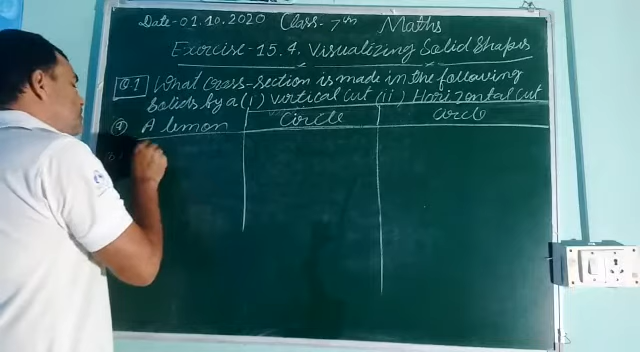 Date-01.10.2020 Class-7th Maths
Exercise-15.4. Visualizing Solid Shapes
Q.1 What cross-section is made in the following
Solids by a (i) Vertical cut (ii) Horizontal cut
(a) A lemon Circle circle